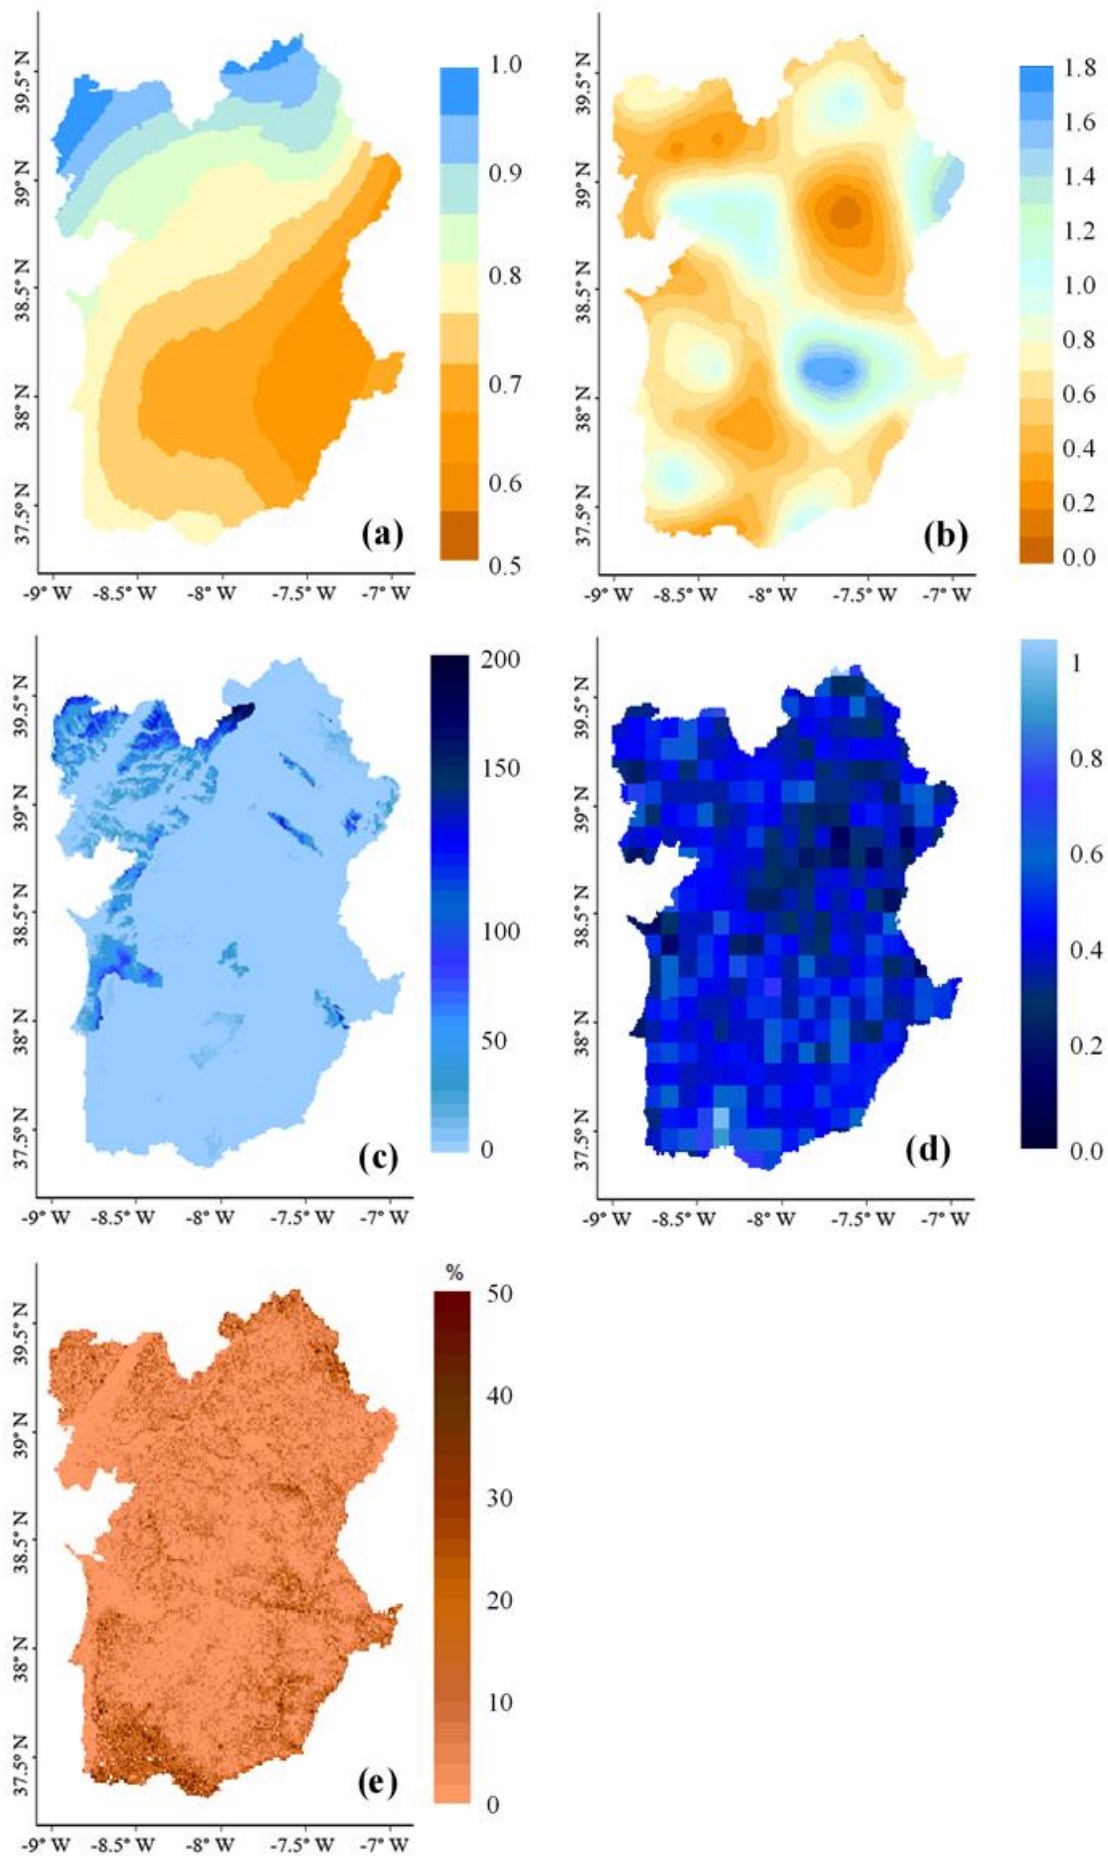 39.5° N
39° N
38.5° N
38° N
37.5° N
-9° W -8.5° W -8° W -7.5° W -7° W
1.0
0.9
0.8
0.7
0.6
0.5
(a)
39.5° N
39° N
38.5° N
38° N
37.5° N
-9° W -8.5° W -8° W -7.5° W -7° W
1.8
1.6
1.4
1.2
1.0
0.8
0.6
0.4
0.2
0.0
(b)
39.5° N
39° N
38.5° N
38° N
37.5° N
-9° W -8.5° W -8° W -7.5° W -7° W
200
150
100
50
0
(c)
39.5° N
39° N
38.5° N
38° N
37.5° N
-9° W -8.5° W -8° W -7.5° W -7° W
1
0.8
0.6
0.4
0.2
0.0
(d)
39.5° N
39° N
38.5° N
38° N
37.5° N
-9° W -8.5° W -8° W -7.5° W -7° W
%
50
40
30
20
10
0
(e)